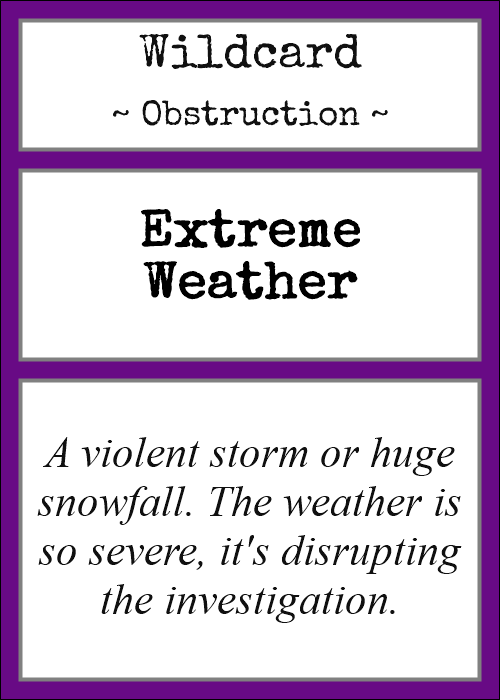 Wildcard
~ Obstruction ~
Extreme
Weather
A violent storm or huge
snowfall. The weather is
so severe, it's disrupting
the investigation.